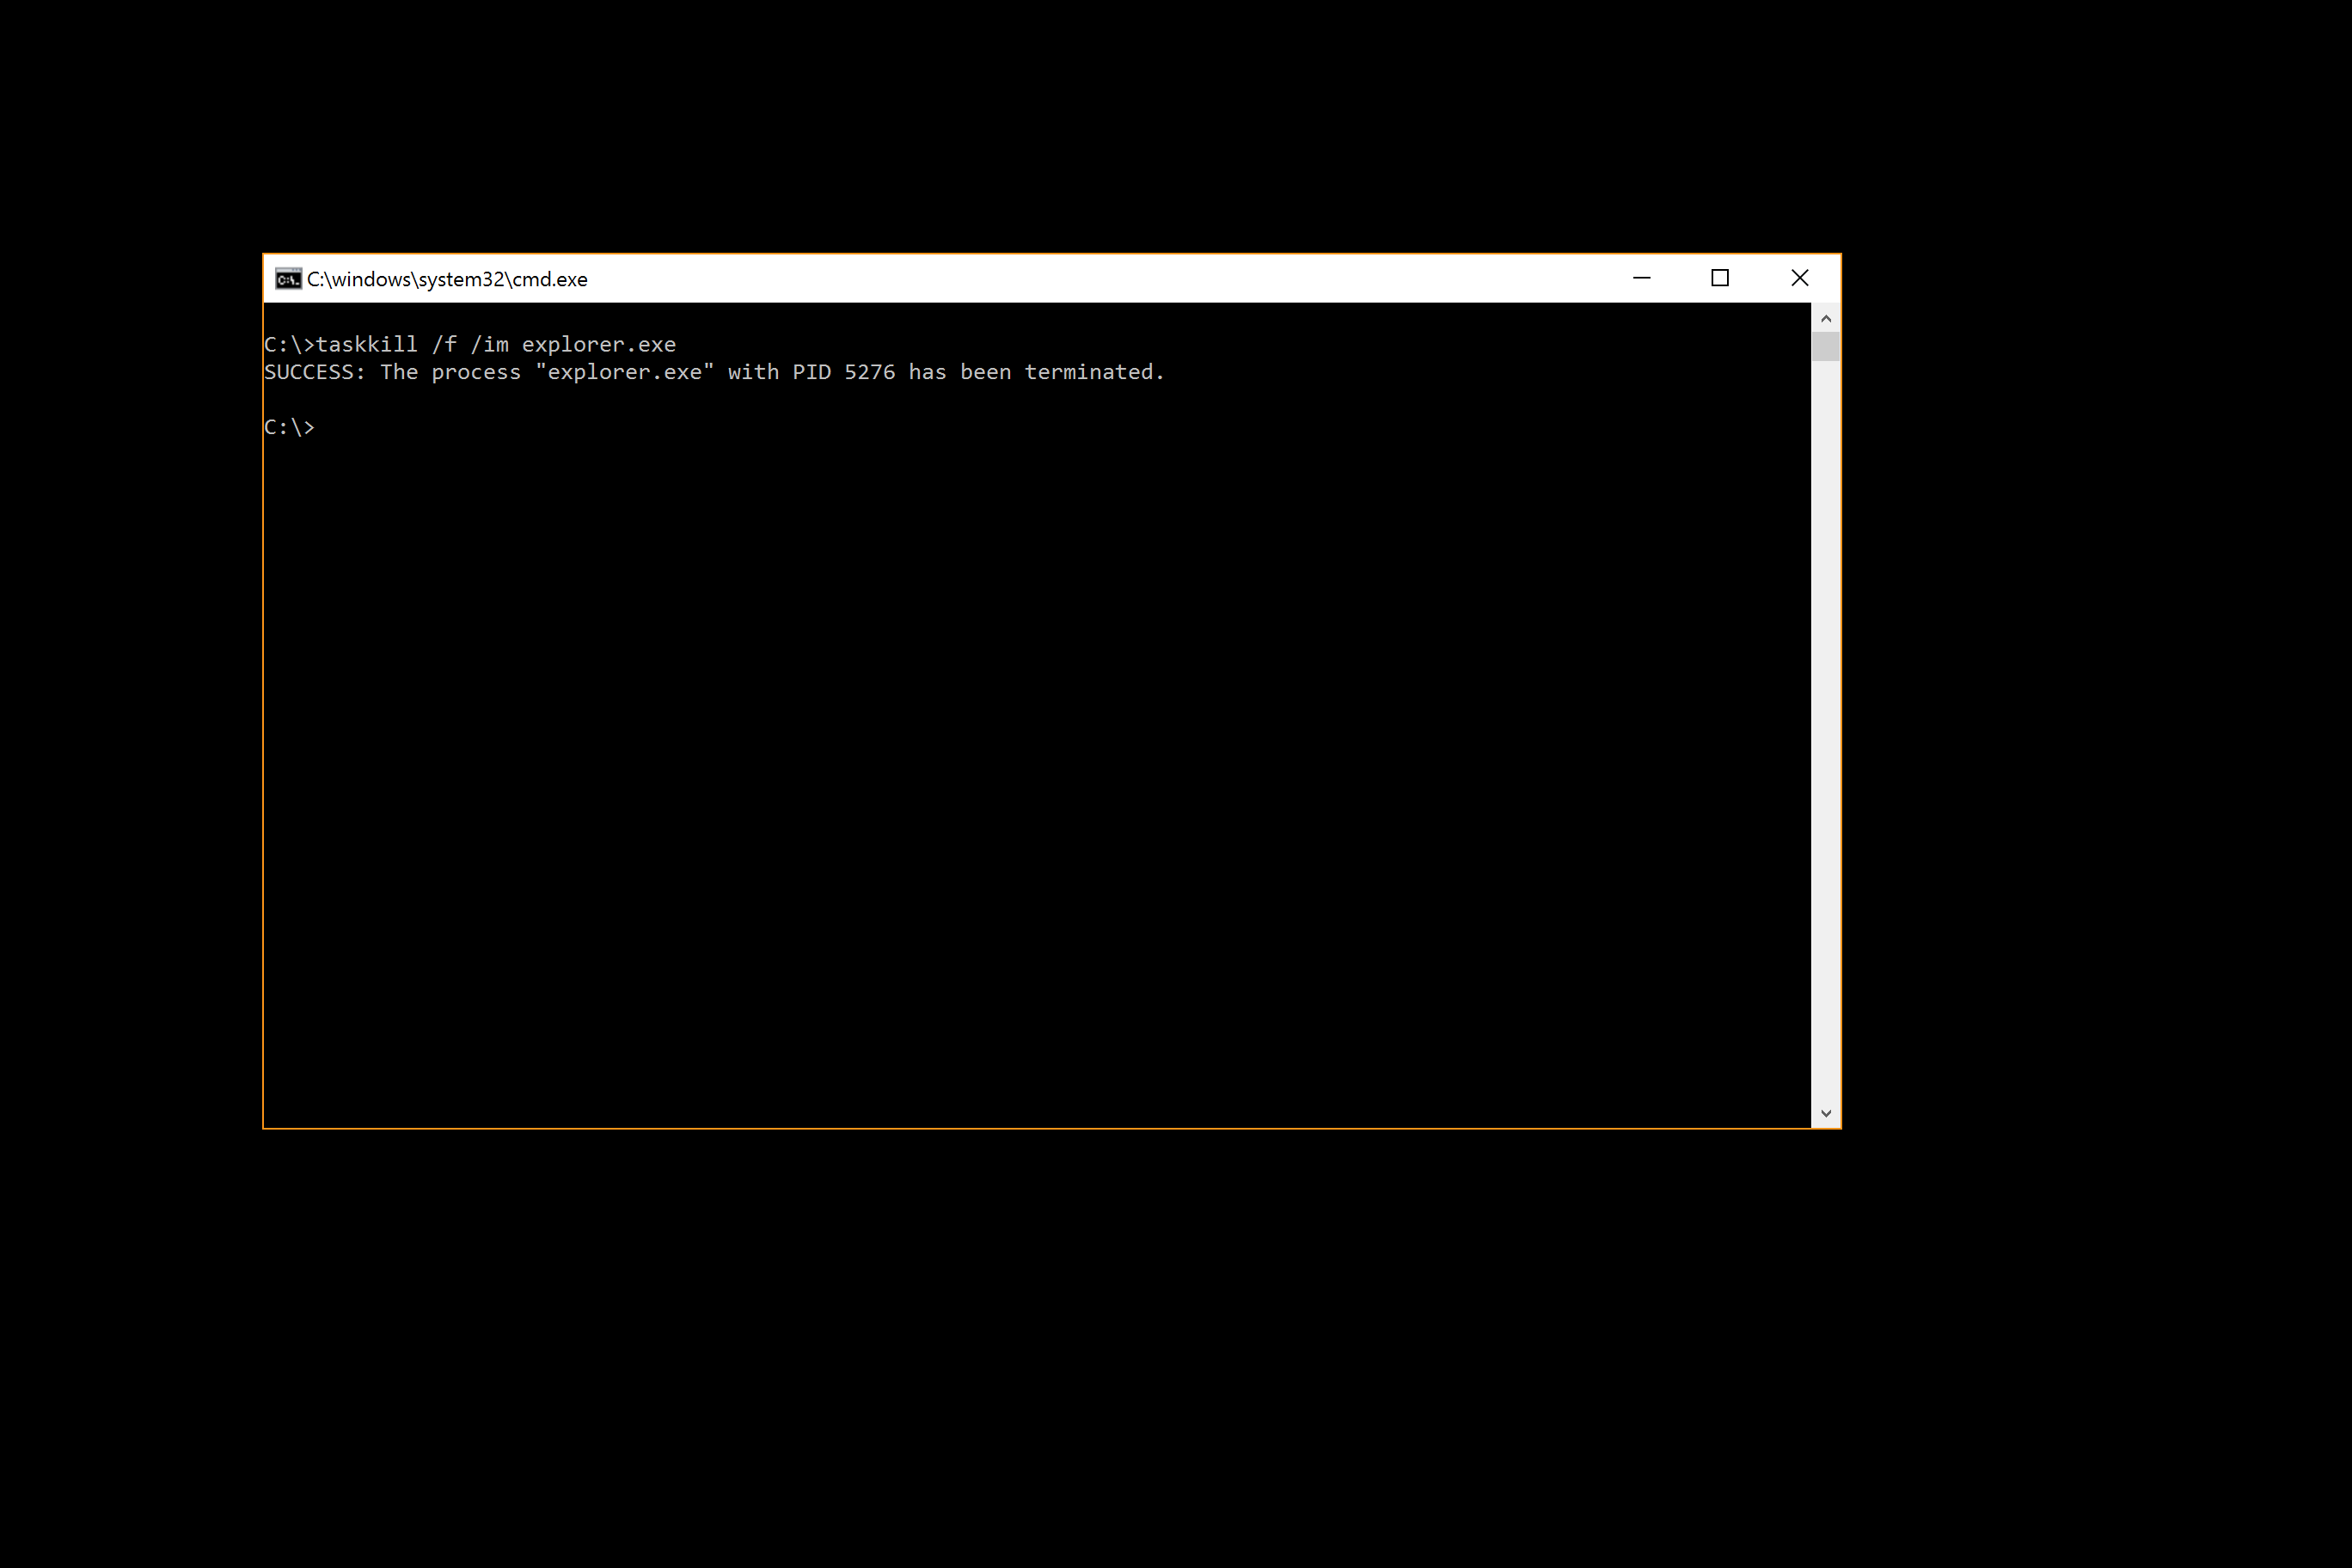 C:\windows\system32\cmd.exe
C:\>taskkill /f /im explorer.exe
SUCCESS: The process "explorer.exe" with PID 5276 has been terminated.
C:\>